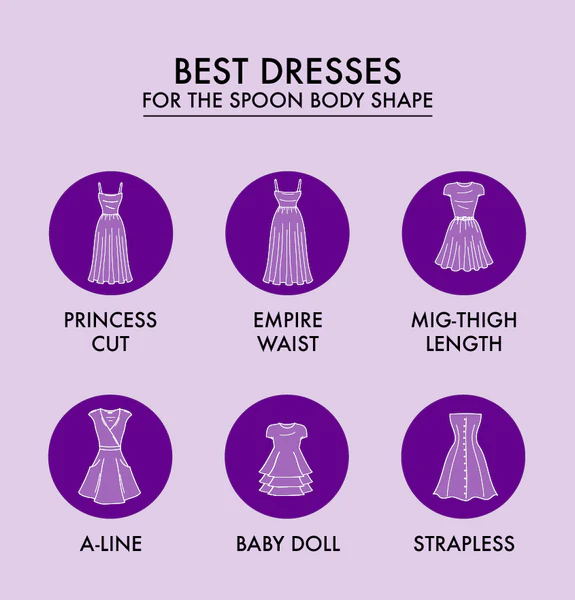 BEST DRESSES
FOR THE SPOON BODY SHAPE
PRINCESS
CUT
EMPIRE
WAIST
MIG-THIGH
LENGTH
A-LINE
BABY DOLL
STRAPLESS